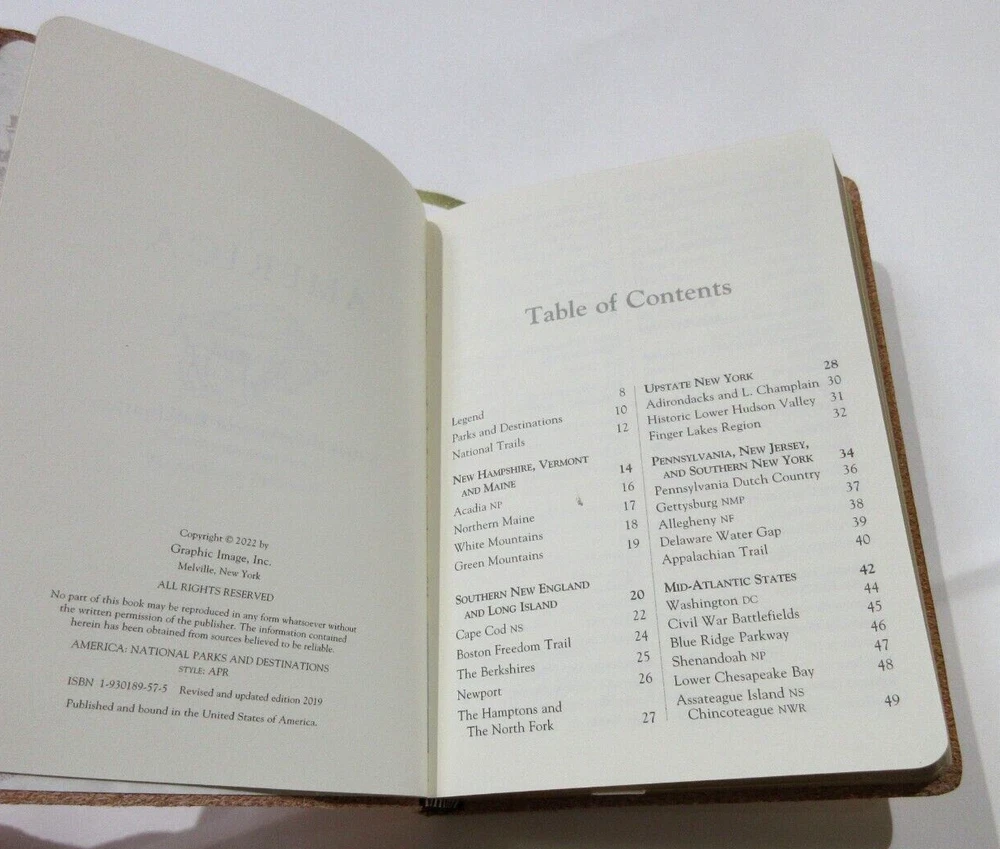 Copyright © 2022 by
Graphic Image, Inc.
Melville, New York
ALL RIGHTS RESERVED
No part of this book may be reproduced in any form whatsoever without
the written permission of the publisher. The information contained
herein has been obtained from sources believed to be reliable.
AMERICA: NATIONAL PARKS AND DESTINATIONS
STYLE: APR
ISBN 1-930189-57-5 Revised and updated edition 2019
Published and bound in the United States of America.
Table of Contents
Legend 8
Parks and Destinations 10
National Trails 12
NEW HAMPSHIRE, VERMONT
AND MAINE 14
Acadia NP 16
Northern Maine 17
White Mountains 18
Green Mountains 19
SOUTHERN NEW ENGLAND
AND LONG ISLAND 20
Cape Cod NS 22
Boston Freedom Trail 24
The Berkshires 25
Newport 26
The Hamptons and
The North Fork 27
UPSTATE NEW YORK 28
Adirondacks and L. Champlain 30
Historic Lower Hudson Valley 31
Finger Lakes Region 32
PENNSYLVANIA, NEW JERSEY,
AND SOUTHERN NEW YORK 34
Pennsylvania Dutch Country 36
Gettysburg NMP 37
Allegheny NF 38
Delaware Water Gap 39
Appalachian Trail 40
MID-ATLANTIC STATES 42
Washington DC 44
Civil War Battlefields 45
Blue Ridge Parkway 46
Shenandoah NP 47
Lower Chesapeake Bay 48
Assateague Island NS
Chincoteague NWR 49